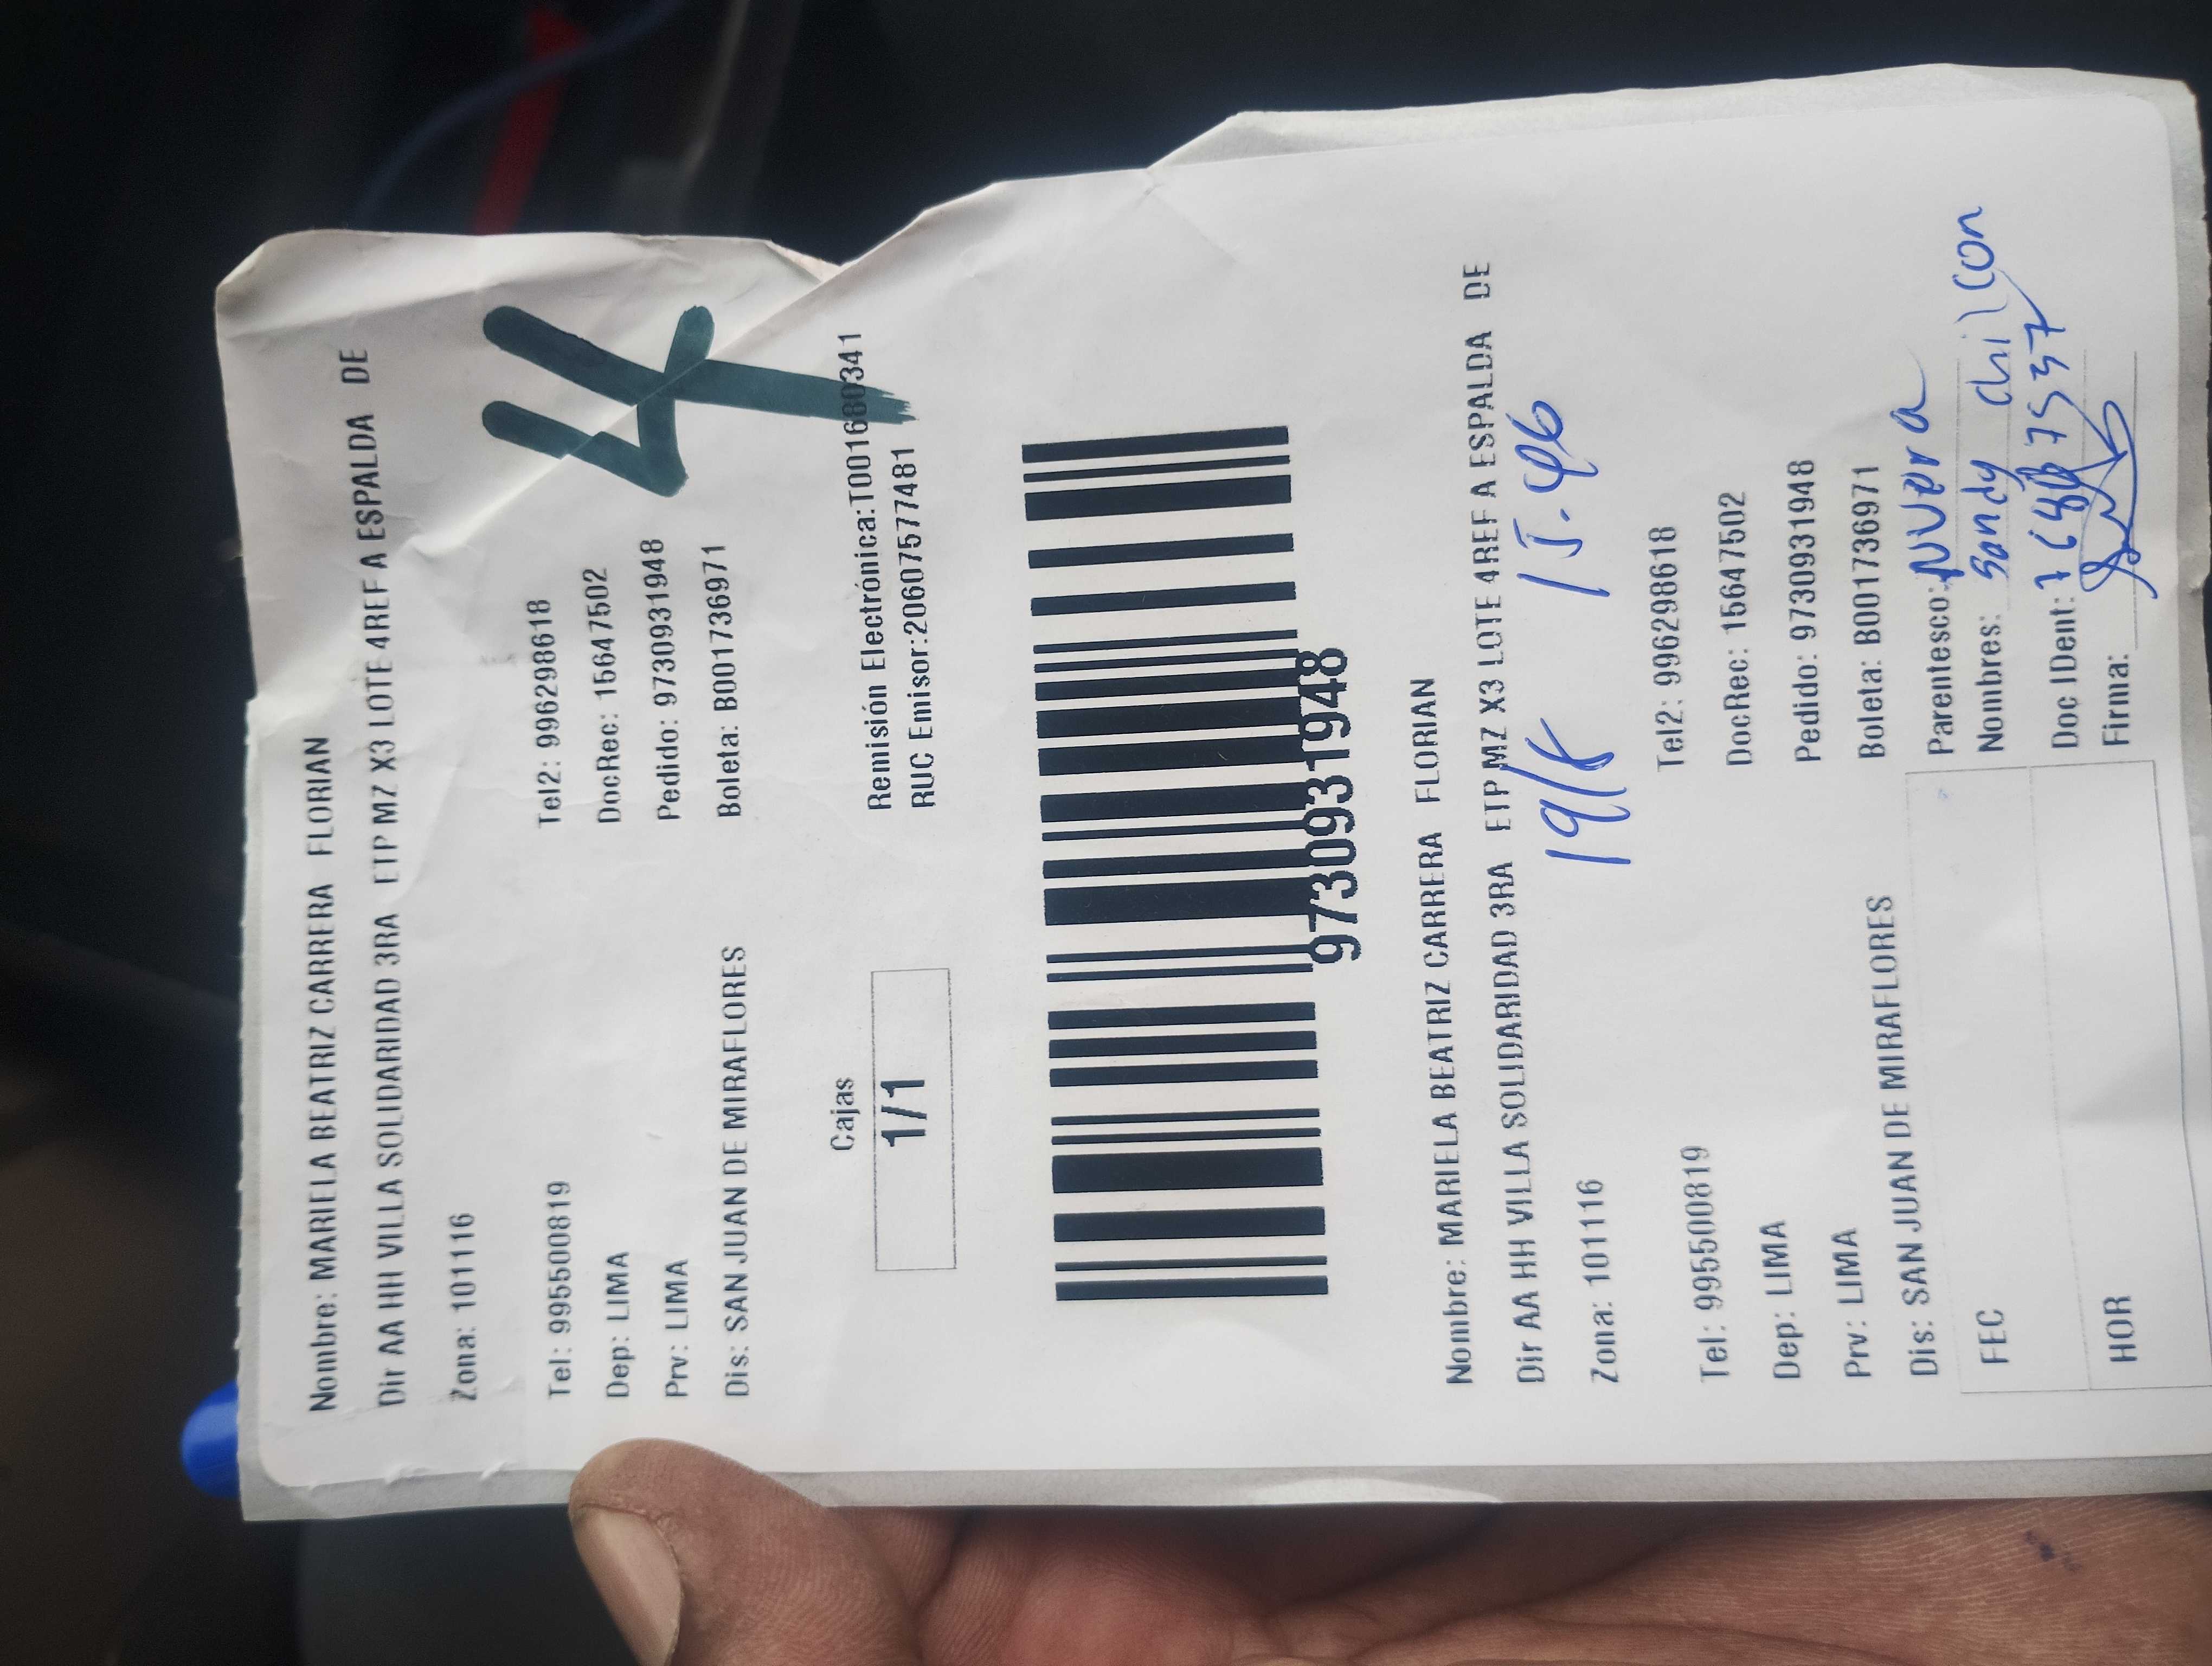 Nombre: MARIELA BEATRIZ CARRERA FLORIAN
Dir AA HH VILLA SOLIDARIDAD 3RA ETP MZ X3 LOTE 4REF A ESPALDA DE
Zona: 101116
4
Tel: 995500819 Tel2: 996298618
Dep: LIMA DocRec: 15647502
Prv: LIMA Pedido: 9730931948
Dis: SAN JUAN DE MIRAFLORES Boleta: B001736971
Cajas
1/1
Remisión Electrónica:T001680341
RUC Emisor:20607577481
9730931948
Nombre: MARIELA BEATRIZ CARRERA FLORIAN
Dir AA HH VILLA SOLIDARIDAD 3RA ETP MZ X3 LOTE 4REF A ESPALDA DE
Zona: 101116
Tel: 995500819 Tel2: 996298618
Dep: LIMA DocRec: 15647502
Prv: LIMA Pedido: 9730931948
Dis: SAN JUAN DE MIRAFLORES Boleta: B001736971
FEC
HOR
Parentesco: NUera
Nombres: Sandy chilcon
Doc IDent:
Firma: